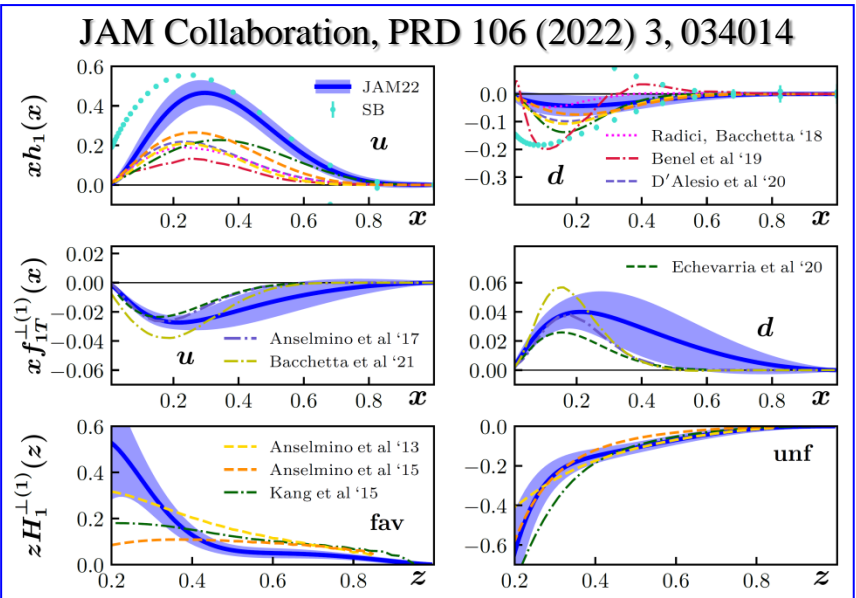 JAM Collaboration, PRD 106 (2022) 3, 034014
xh₁(x)
0.6
0.4
0.2
0.0
JAM22
SB
u
0.2 0.4 0.6 0.8 x
0.0
−0.1
−0.2
−0.3
Radici, Bacchetta ‘18
Benel et al ‘19
D′Alesio et al ‘20
d
0.2 0.4 0.6 0.8 x
xf₁T^⊥(1)(x)
0.02
0.00
−0.02
−0.04
−0.06
Anselmino et al ‘17
Bacchetta et al ‘21
u
0.2 0.4 0.6 0.8 x
0.06
0.04
0.02
0.00
Echevarria et al ‘20
d
0.2 0.4 0.6 0.8 x
zH₁^⊥(1)(z)
0.6
0.4
0.2
0.0
Anselmino et al ‘13
Anselmino et al ‘15
Kang et al ‘15
fav
0.2 0.4 0.6 0.8 z
0.0
−0.2
−0.4
−0.6
unf
0.2 0.4 0.6 0.8 z